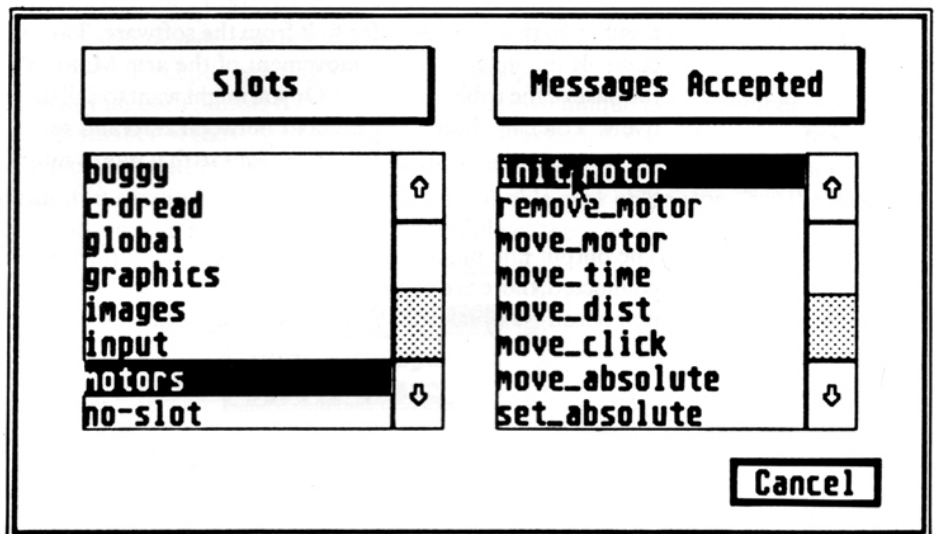 Slots
buggy
crdread
global
graphics
images
input
motors
no-slot
Messages Accepted
init_motor
remove_motor
move_motor
move_time
move_dist
move_click
move_absolute
set_absolute
Cancel